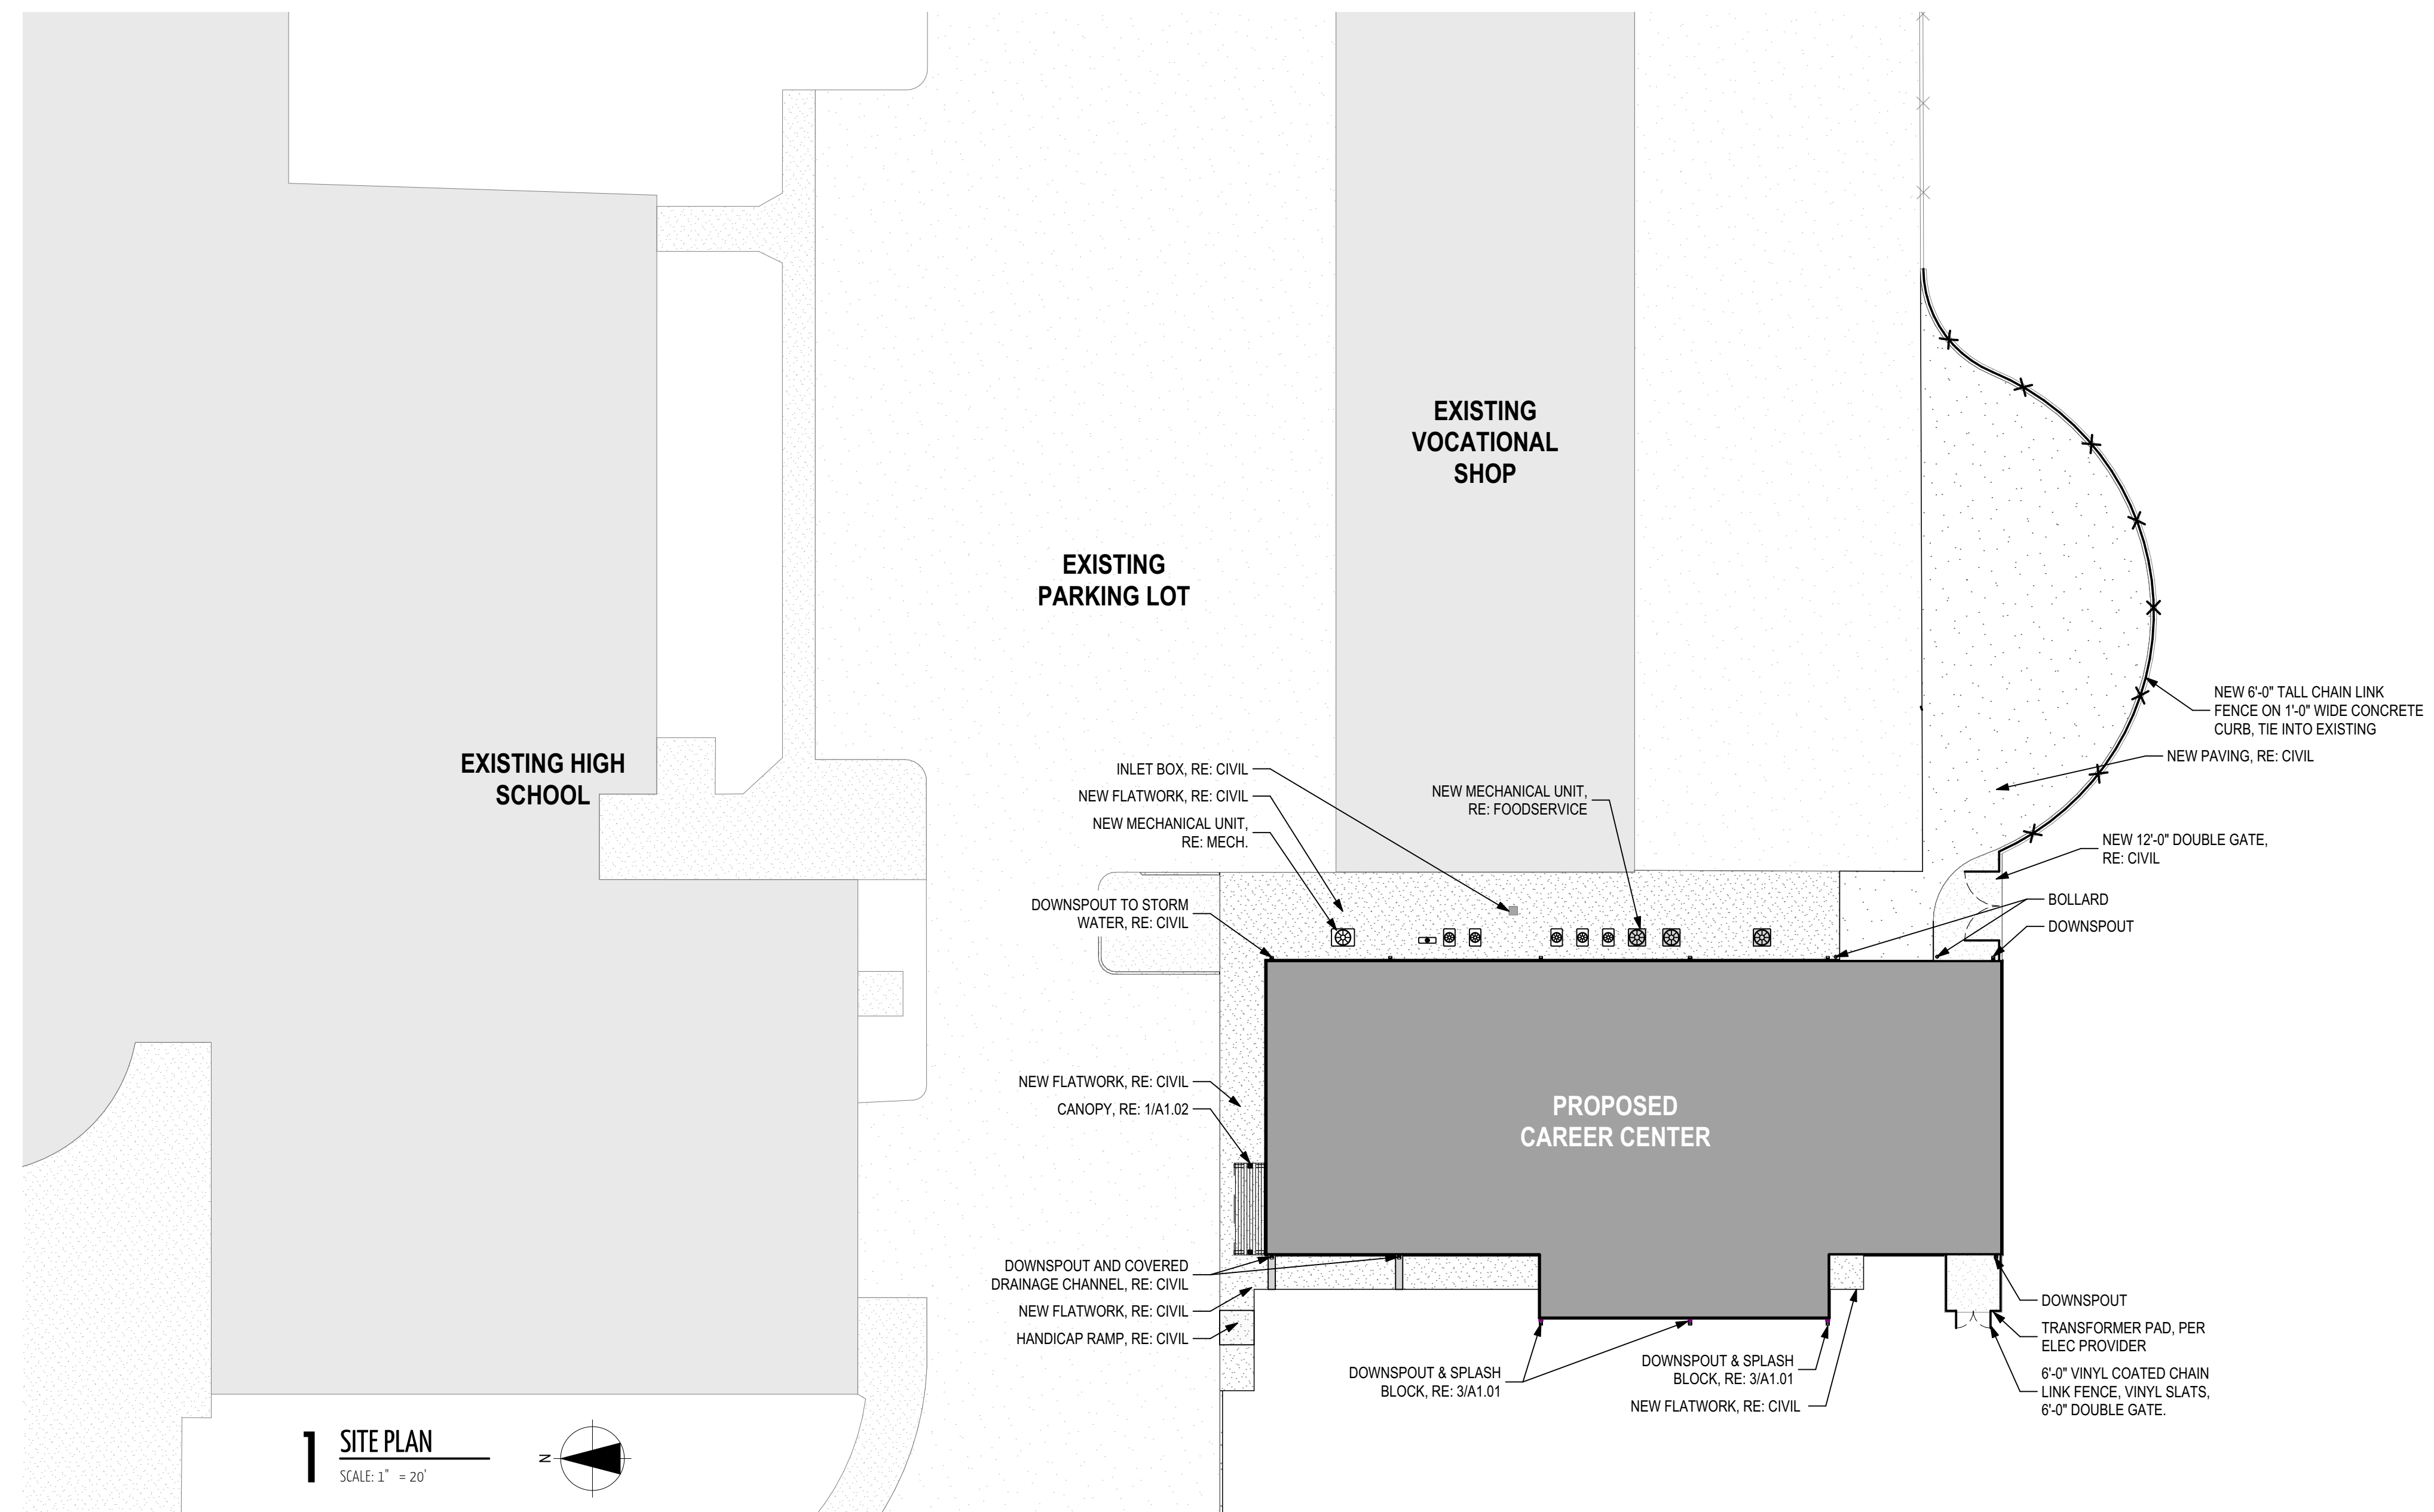 EXISTING
VOCATIONAL
SHOP
EXISTING
PARKING LOT
EXISTING HIGH
SCHOOL
NEW 6'-0" TALL CHAIN LINK
FENCE ON 1'-0" WIDE CONCRETE
CURB, TIE INTO EXISTING
NEW PAVING, RE: CIVIL
INLET BOX, RE: CIVIL
NEW FLATWORK, RE: CIVIL
NEW MECHANICAL UNIT,
RE: MECH.
NEW MECHANICAL UNIT,
RE: FOODSERVICE
NEW 12'-0" DOUBLE GATE,
RE: CIVIL
BOLLARD
DOWNSPOUT
DOWNSPOUT TO STORM
WATER, RE: CIVIL
NEW FLATWORK, RE: CIVIL
CANOPY, RE: 1/A1.02
PROPOSED
CAREER CENTER
DOWNSPOUT AND COVERED
DRAINAGE CHANNEL, RE: CIVIL
NEW FLATWORK, RE: CIVIL
HANDICAP RAMP, RE: CIVIL
DOWNSPOUT & SPLASH
BLOCK, RE: 3/A1.01
DOWNSPOUT & SPLASH
BLOCK, RE: 3/A1.01
NEW FLATWORK, RE: CIVIL
DOWNSPOUT
TRANSFORMER PAD, PER
ELEC PROVIDER
6'-0" VINYL COATED CHAIN
LINK FENCE, VINYL SLATS,
6'-0" DOUBLE GATE.
1 SITE PLAN
SCALE: 1" = 20'
N